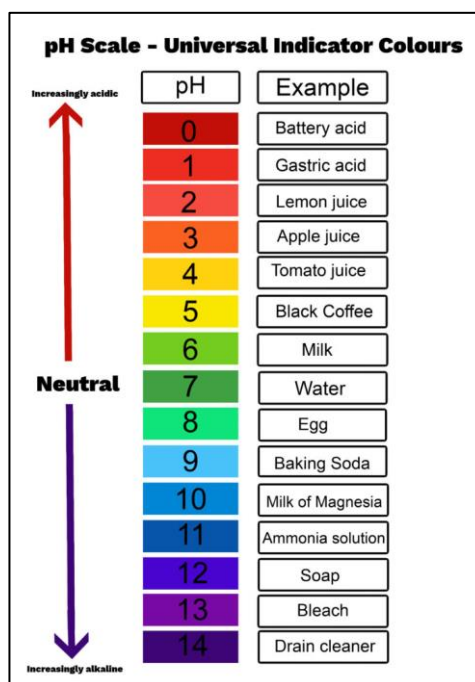 pH Scale - Universal Indicator Colours
Increasingly acidic
pH Example
0 Battery acid
1 Gastric acid
2 Lemon juice
3 Apple juice
4 Tomato juice
5 Black Coffee
6 Milk
Neutral
7 Water
8 Egg
9 Baking Soda
10 Milk of Magnesia
11 Ammonia solution
12 Soap
13 Bleach
14 Drain cleaner
Increasingly alkaline